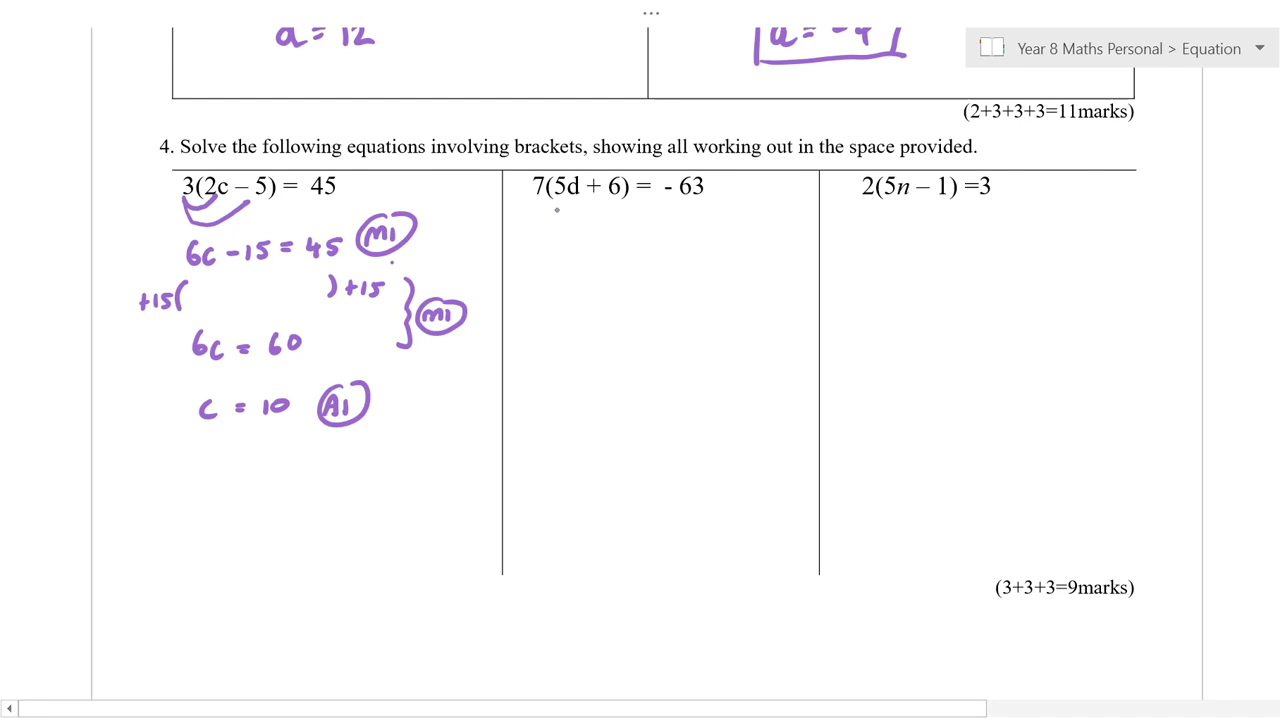 ...
a = 12
a = -4
Year 8 Maths Personal > Equation
(2+3+3+3=11marks)
4. Solve the following equations involving brackets, showing all working out in the space provided.
3(2c – 5) = 45
6c - 15 = 45 M1
+15( ) +15
M1
6c = 60
c = 10 A1
7(5d + 6) = - 63
2(5n – 1) =3
(3+3+3=9marks)